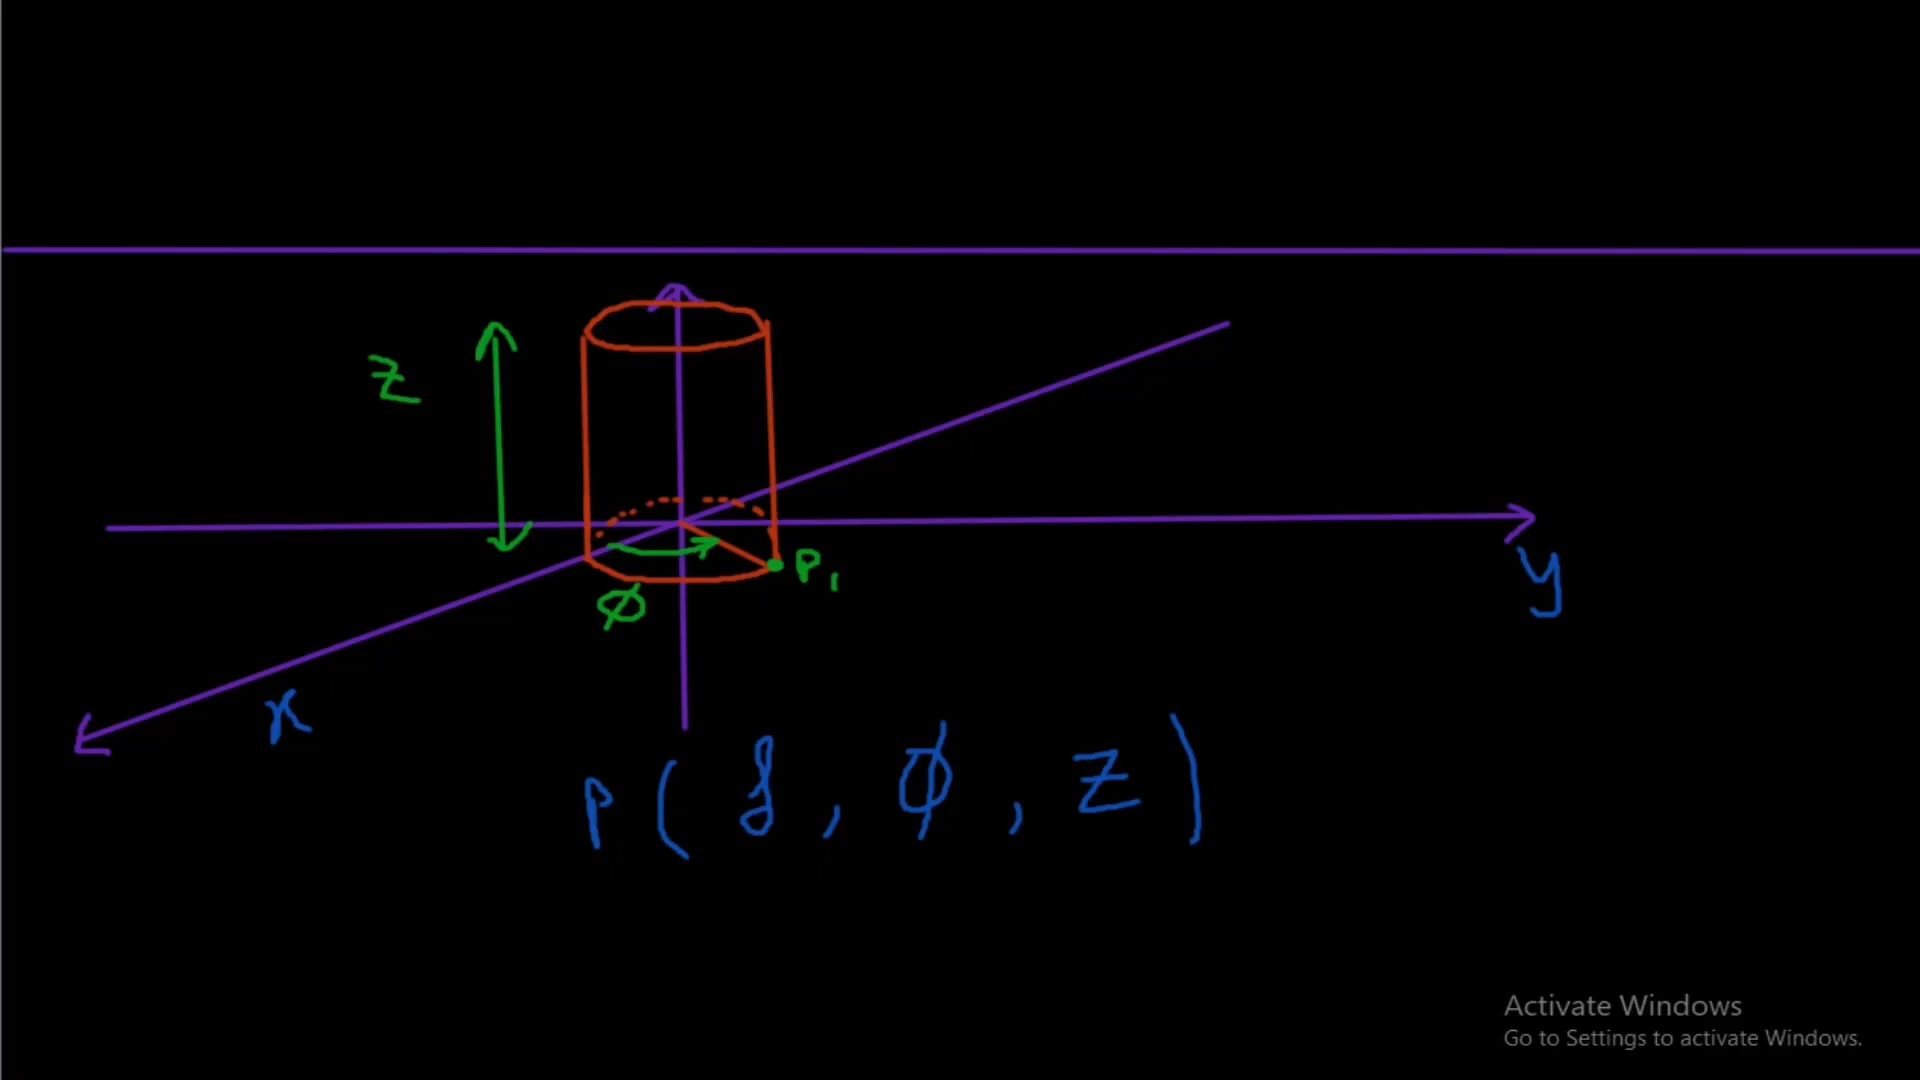 z
P₁
ϕ
y
x
P( ρ , ϕ , z )
Activate Windows
Go to Settings to activate Windows.